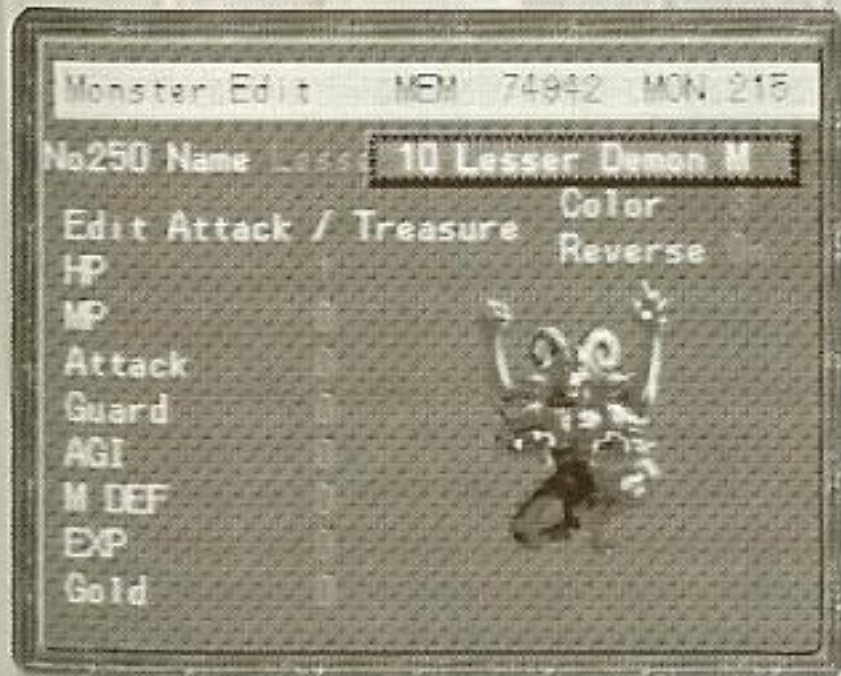 Monster Edit MEM 74942 MON 215
No250 Name Lesse 10 Lesser Demon M
Color
Edit Attack / Treasure
Reverse
HP
MP
Attack
Guard
AGI
M DEF
EXP
Gold